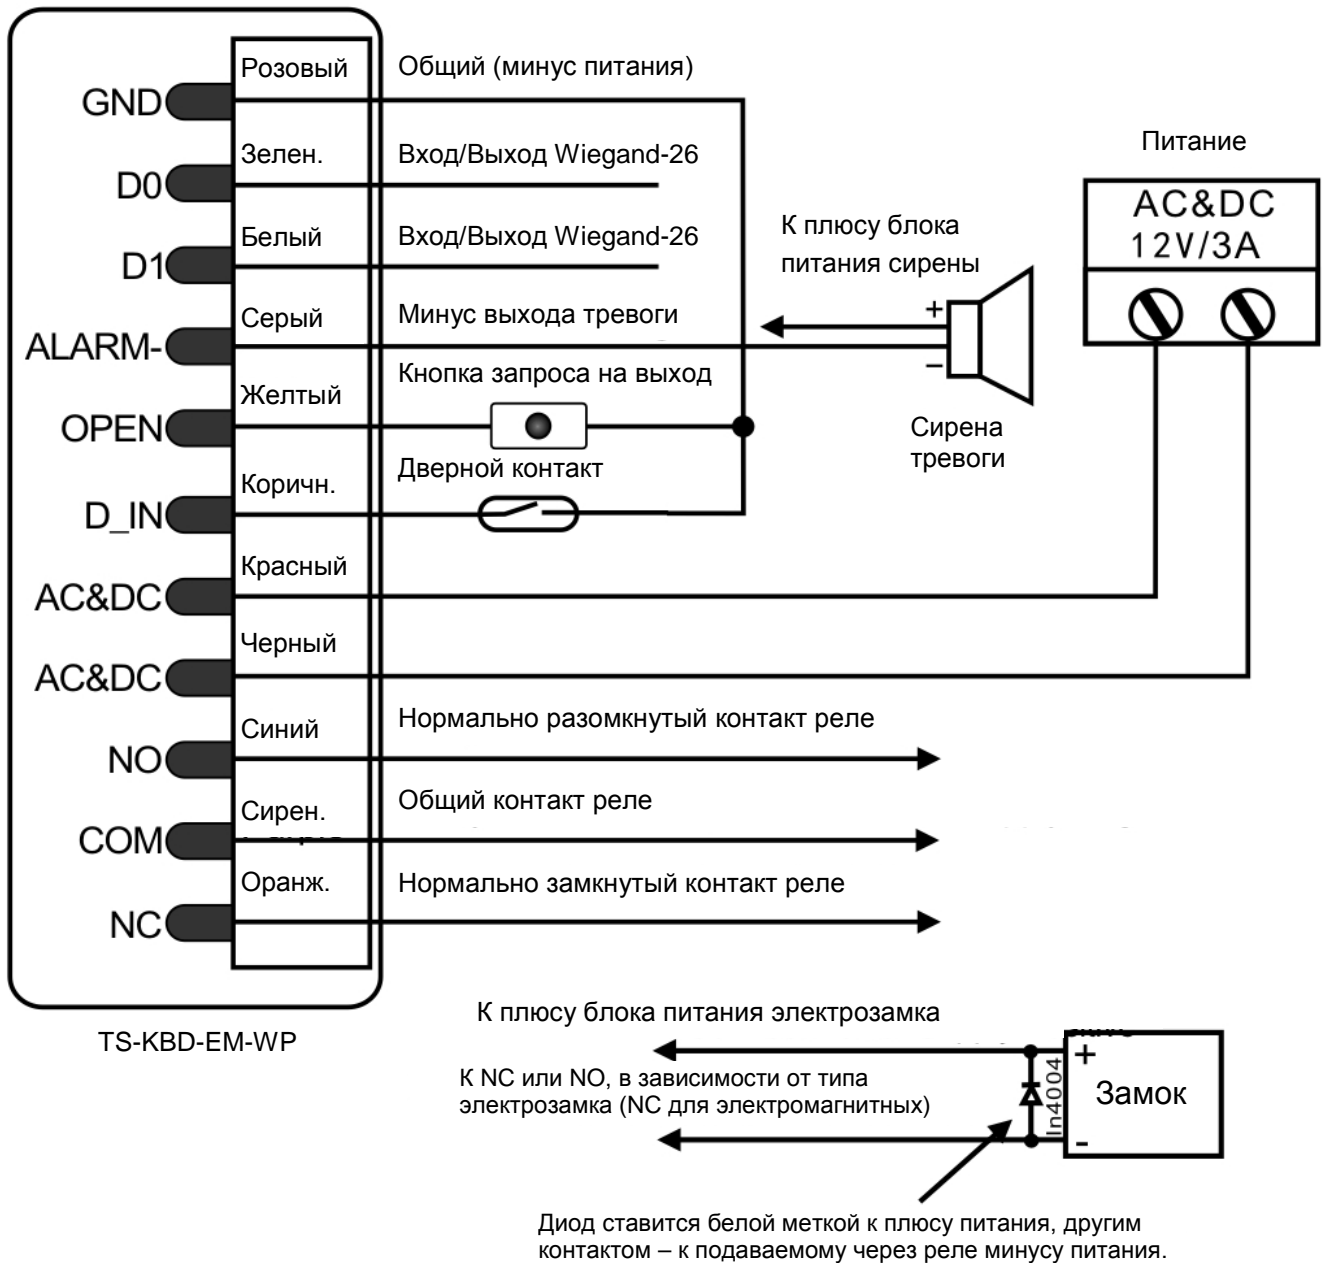 GND
Розовый
Общий (минус питания)
D0
Зелен.
Вход/Выход Wiegand-26
D1
Белый
Вход/Выход Wiegand-26
ALARM-
Серый
Минус выхода тревоги
OPEN
Желтый
Кнопка запроса на выход
D_IN
Коричн.
Дверной контакт
AC&DC
Красный
AC&DC
Черный
NO
Синий
Нормально разомкнутый контакт реле
COM
Сирен.
Общий контакт реле
NC
Оранж.
Нормально замкнутый контакт реле
TS-KBD-EM-WP
К плюсу блока
питания сирены
+
–
Сирена
тревоги
Питание
AC&DC
12V/3A
К плюсу блока питания электрозамка
К NC или NO, в зависимости от типа
электрозамка (NC для электромагнитных)
In4004
+
Замок
-
Диод ставится белой меткой к плюсу питания, другим
контактом – к подаваемому через реле минусу питания.